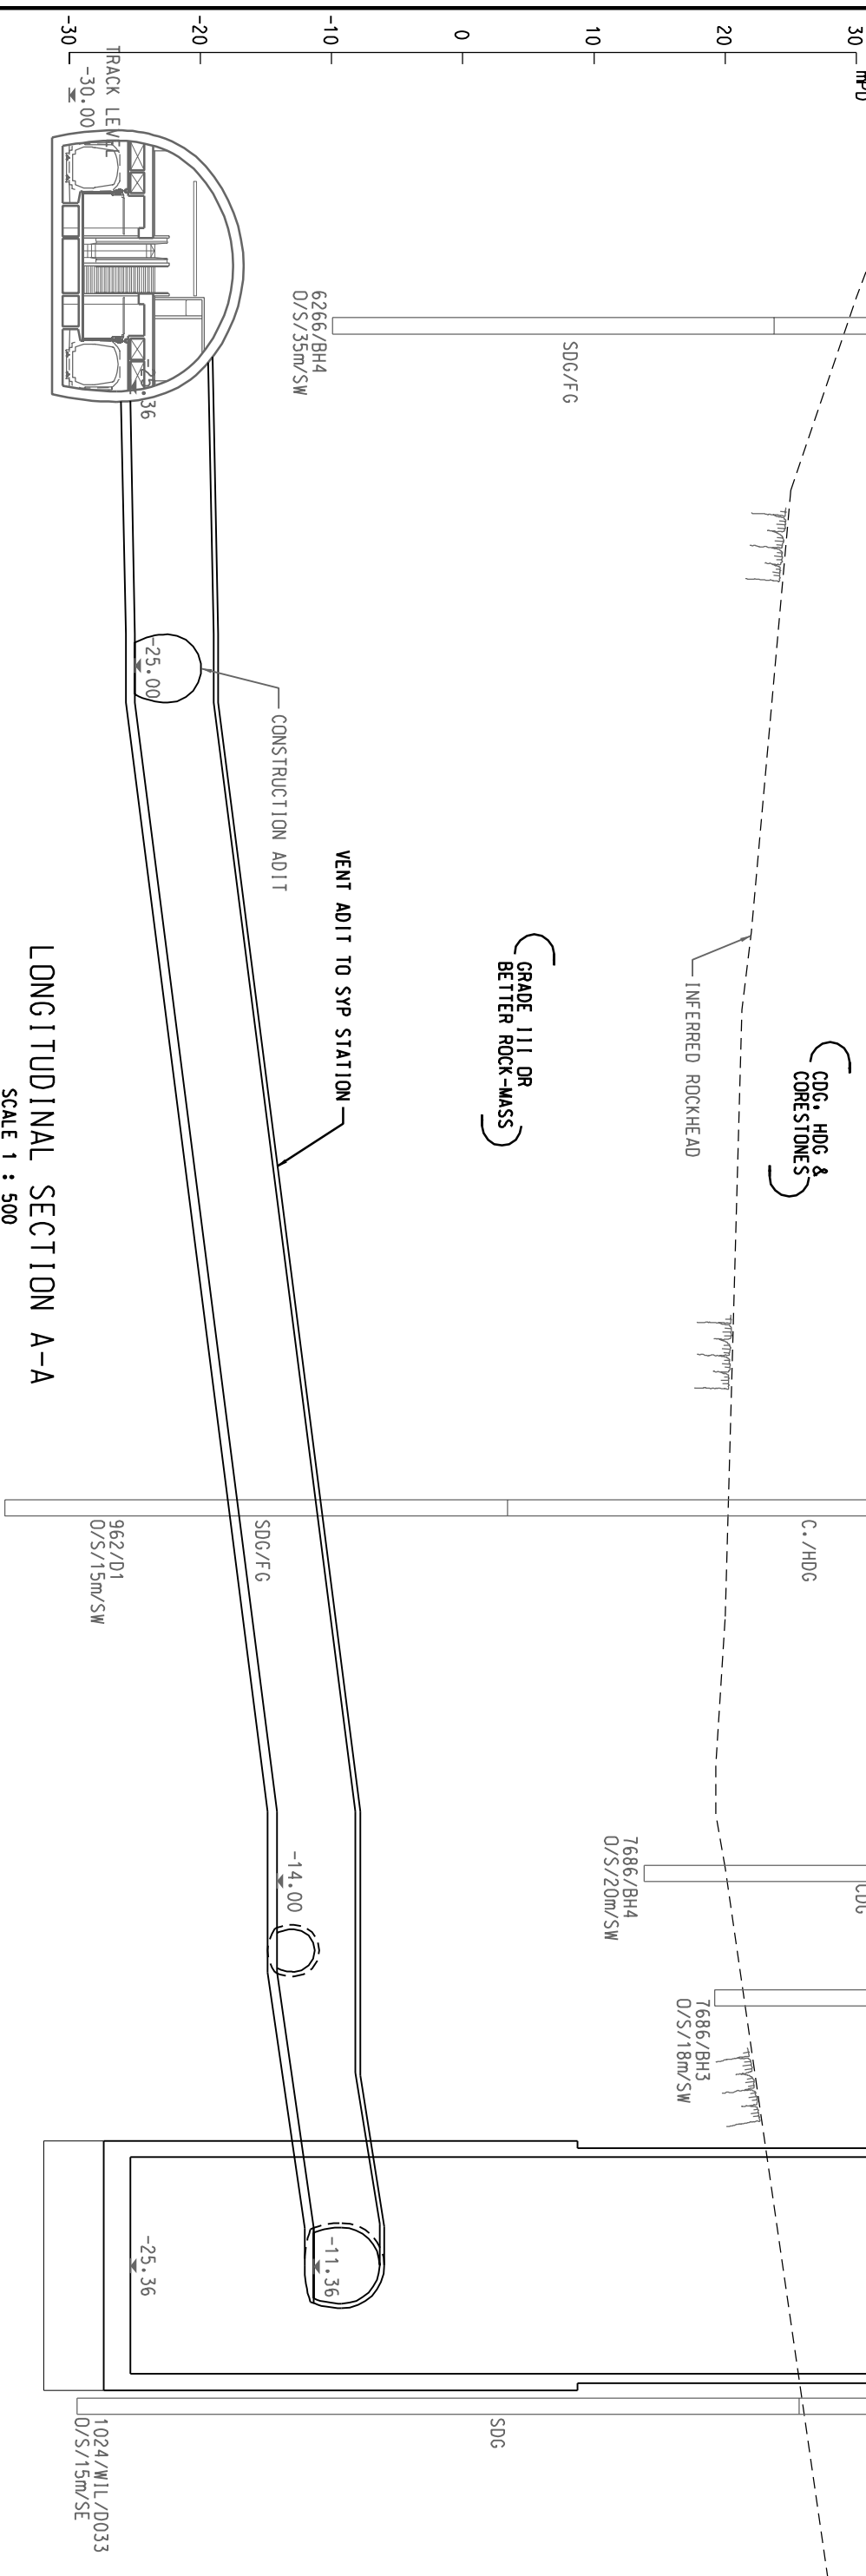 mPD
30
20
10
0
-10
-20
-30
TRACK LEVEL
-30.00
-25.36
6266/BH4
O/S/35m/SW
SDG/FG
-25.00
CONSTRUCTION ADIT
VENT ADIT TO SYP STATION
GRADE III OR
BETTER ROCK-MASS
INFERRED ROCKHEAD
CDG, HDG &
CORESTONES
C./HDG
SDG/FG
962/D1
O/S/15m/SW
CDG
7686/BH4
O/S/20m/SW
-14.00
7686/BH3
O/S/18m/SW
-11.36
-25.36
SDG
1024/WIL/D033
O/S/15m/SE
LONGITUDINAL SECTION A-A
SCALE 1 : 500